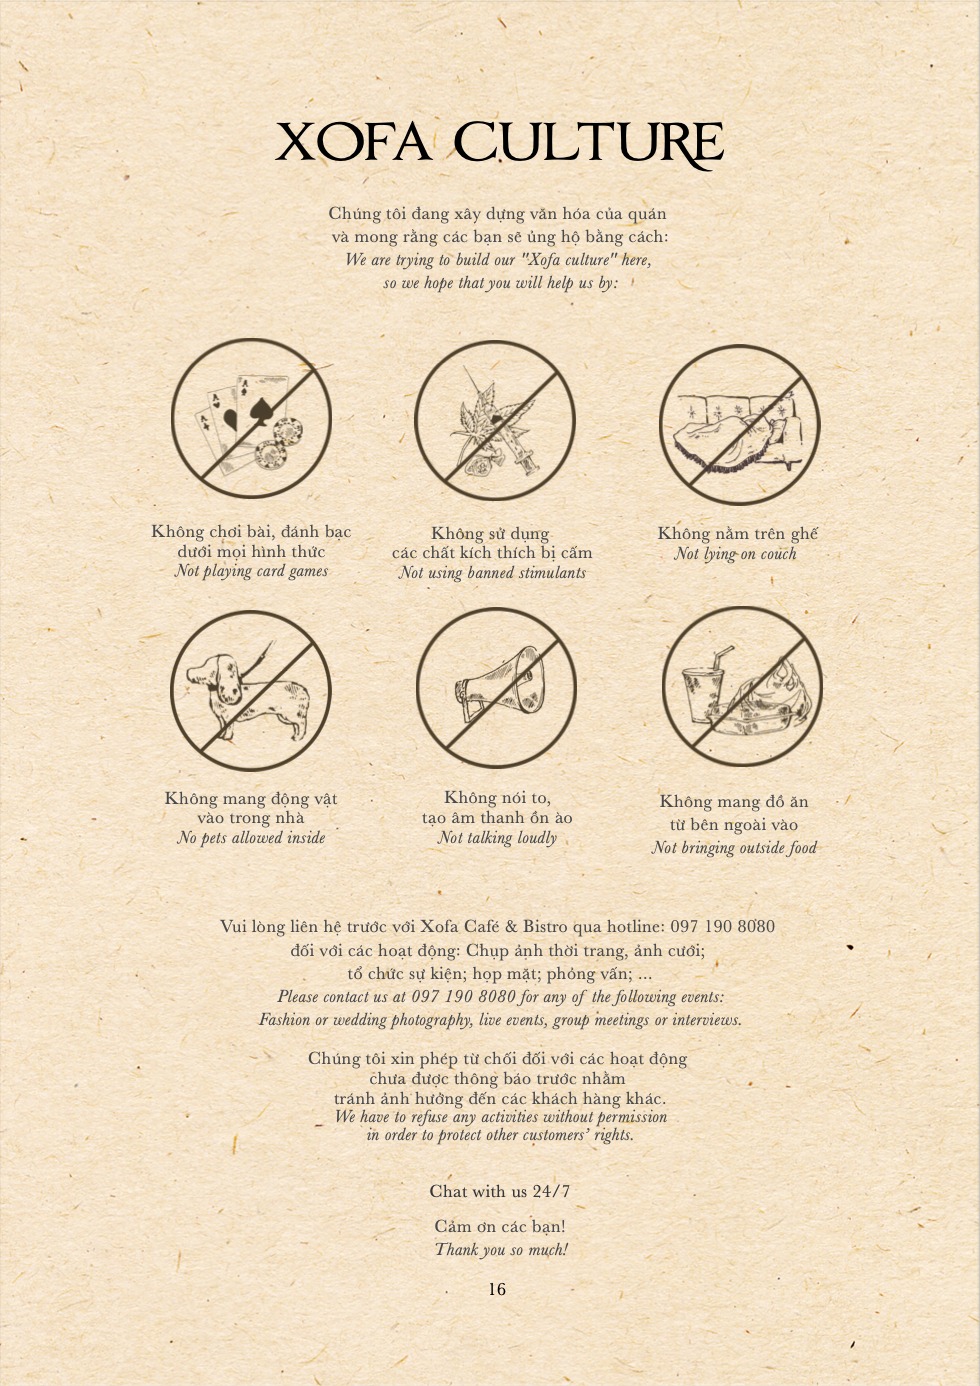 XOFA CULTURE
Chúng tôi đang xây dựng văn hóa của quán
và mong rằng các bạn sẽ ủng hộ bằng cách:
We are trying to build our "Xofa culture" here,
so we hope that you will help us by:
Không chơi bài, đánh bạc
dưới mọi hình thức
Not playing card games
Không sử dụng
các chất kích thích bị cấm
Not using banned stimulants
Không nằm trên ghế
Not lying on couch
Không mang động vật
vào trong nhà
No pets allowed inside
Không nói to,
tạo âm thanh ồn ào
Not talking loudly
Không mang đồ ăn
từ bên ngoài vào
Not bringing outside food
Vui lòng liên hệ trước với Xofa Café & Bistro qua hotline: 097 190 8080
đối với các hoạt động: Chụp ảnh thời trang, ảnh cưới;
tổ chức sự kiện; họp mặt; phỏng vấn; ...
Please contact us at 097 190 8080 for any of the following events:
Fashion or wedding photography, live events, group meetings or interviews.
Chúng tôi xin phép từ chối đối với các hoạt động
chưa được thông báo trước nhằm
tránh ảnh hưởng đến các khách hàng khác.
We have to refuse any activities without permission
in order to protect other customers’ rights.
Chat with us 24/7
Cảm ơn các bạn!
Thank you so much!
16